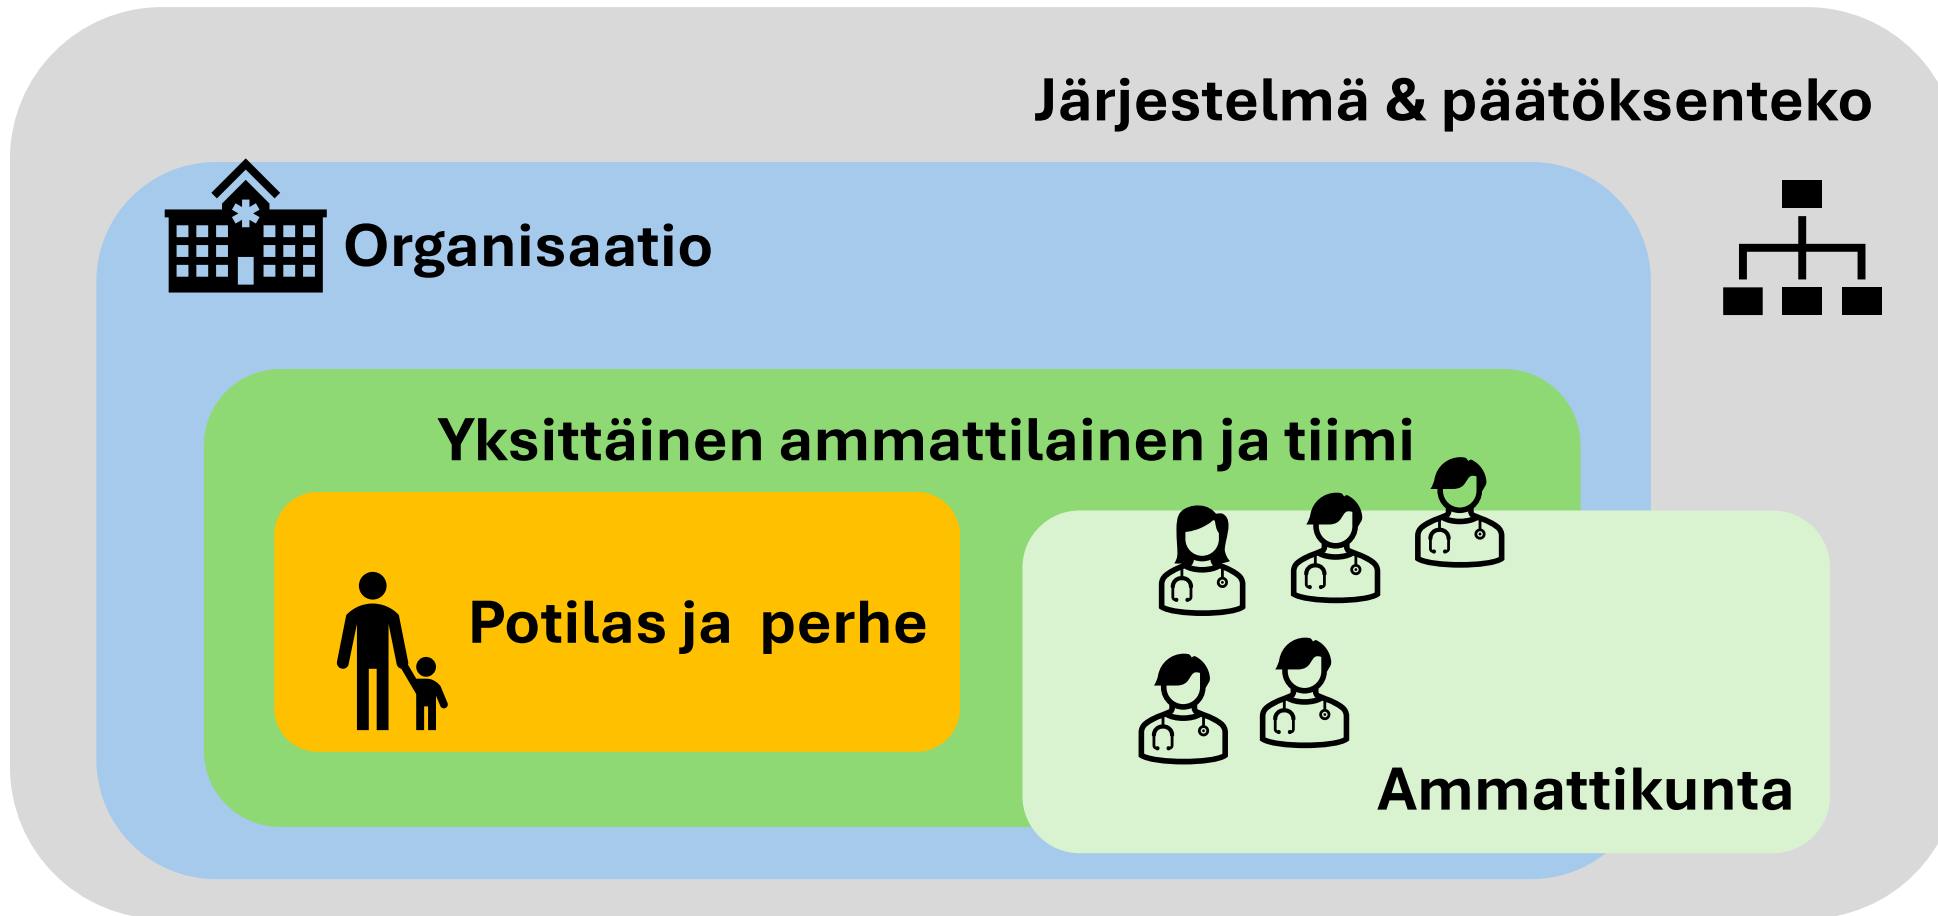 Järjestelmä & päätöksenteko
Organisaatio
Yksittäinen ammattilainen ja tiimi
Potilas ja  perhe
Ammattikunta